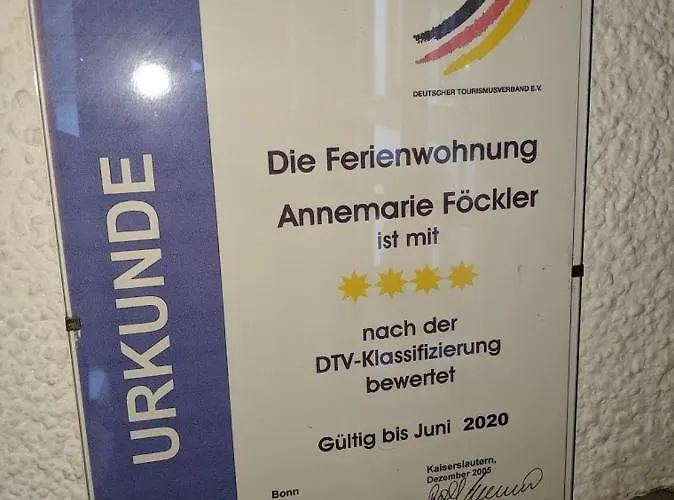 URKUNDE
DEUTSCHER TOURISMUSVERBAND E.V.
Die Ferienwohnung
Annemarie Föckler
ist mit
nach der
DTV-Klassifizierung
bewertet
Gültig bis Juni 2020
Bonn
Kaiserslautern,
Dezember 2005